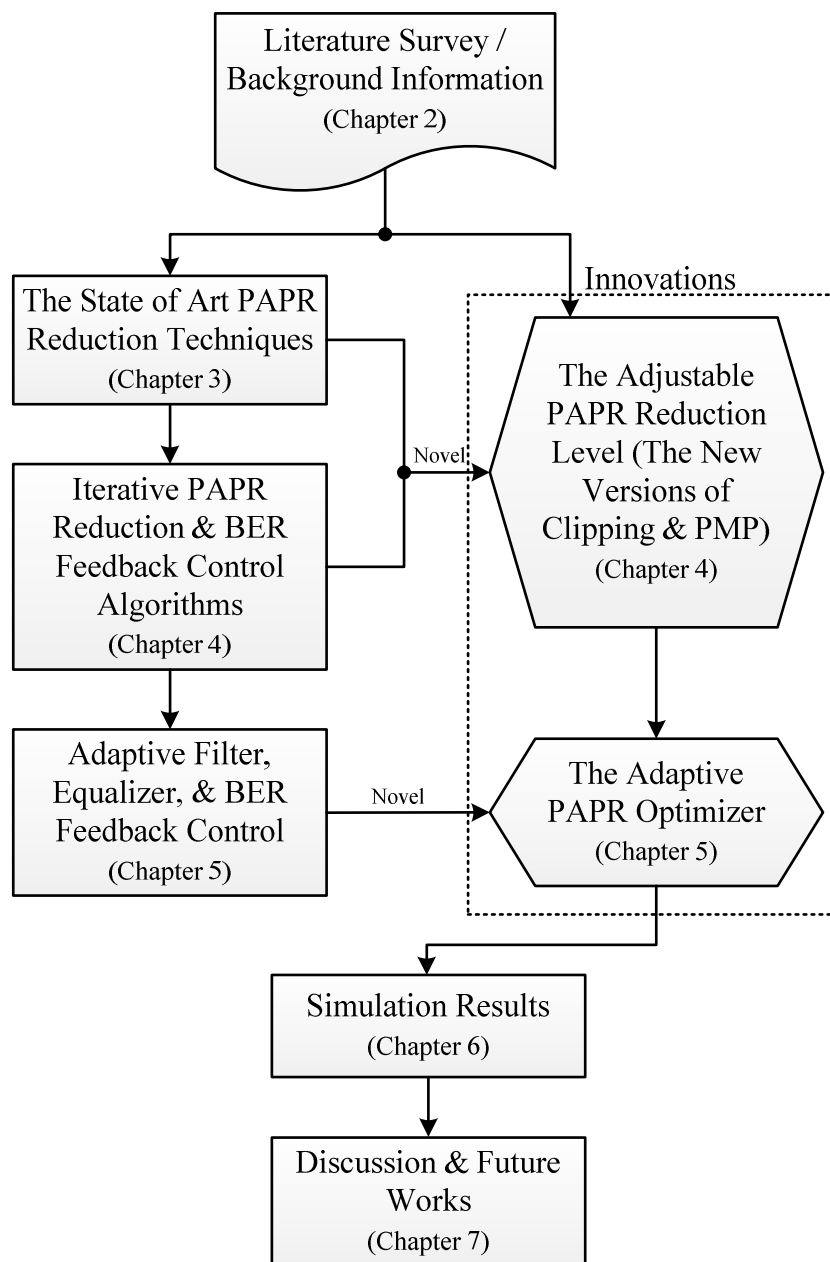 Literature Survey /
Background Information
(Chapter 2)
The State of Art PAPR
Reduction Techniques
(Chapter 3)
Iterative PAPR
Reduction & BER
Feedback Control
Algorithms
(Chapter 4)
Adaptive Filter,
Equalizer, & BER
Feedback Control
(Chapter 5)
Novel
Novel
Innovations
The Adjustable
PAPR Reduction
Level (The New
Versions of
Clipping & PMP)
(Chapter 4)
The Adaptive
PAPR Optimizer
(Chapter 5)
Simulation Results
(Chapter 6)
Discussion & Future
Works
(Chapter 7)